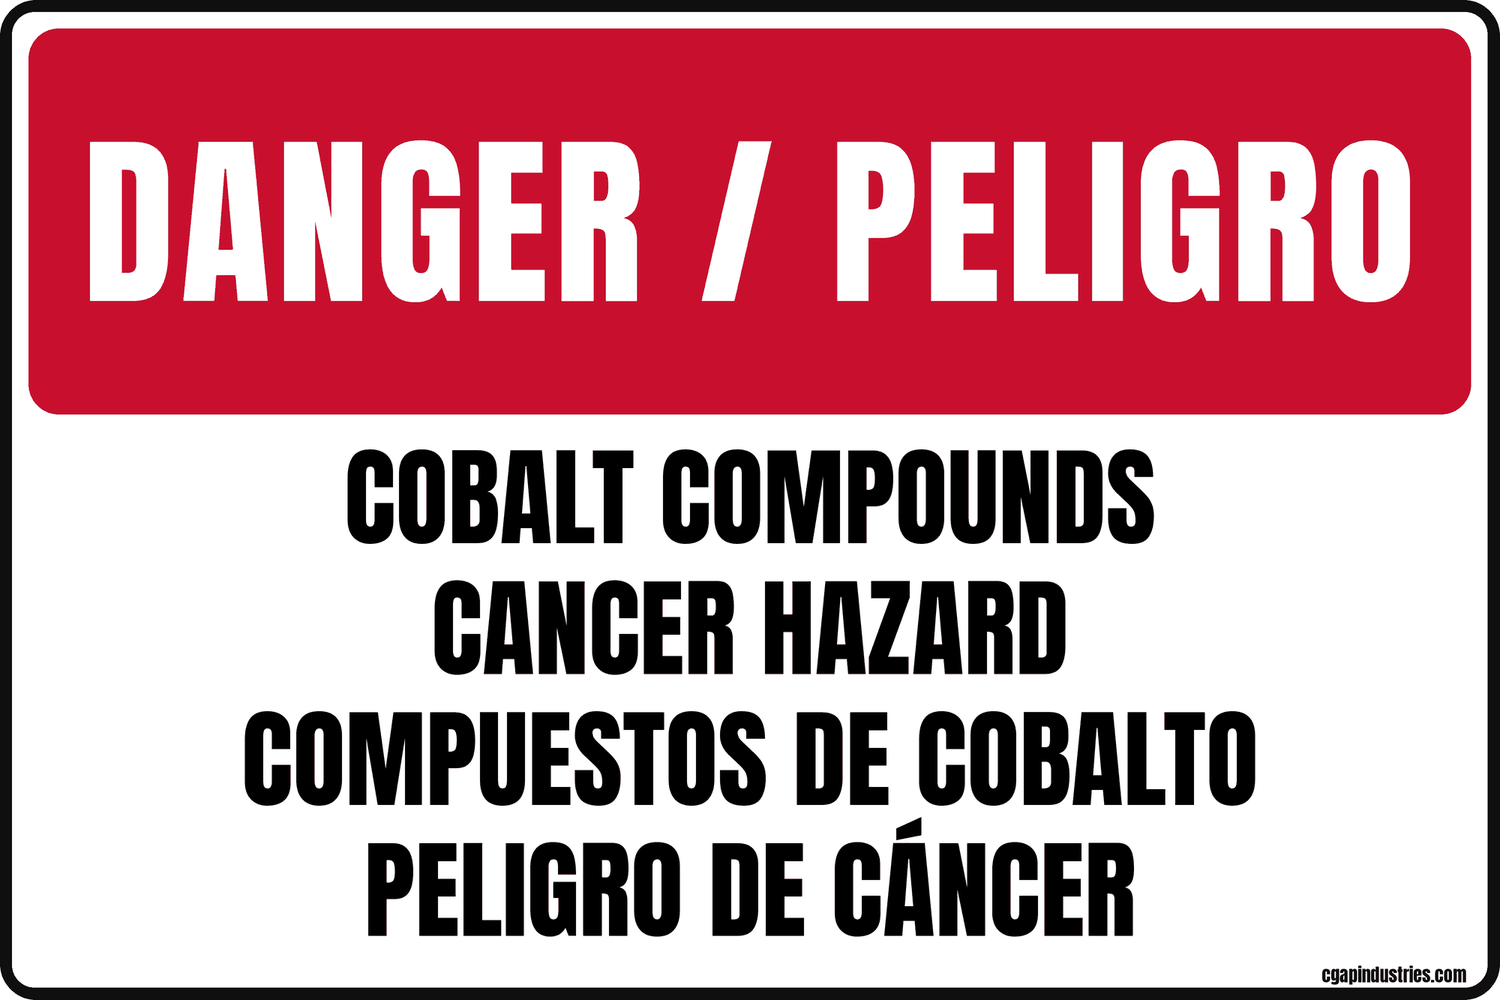 DANGER / PELIGRO
COBALT COMPOUNDS
CANCER HAZARD
COMPUESTOS DE COBALTO
PELIGRO DE CÁNCER
cgapindustries.com